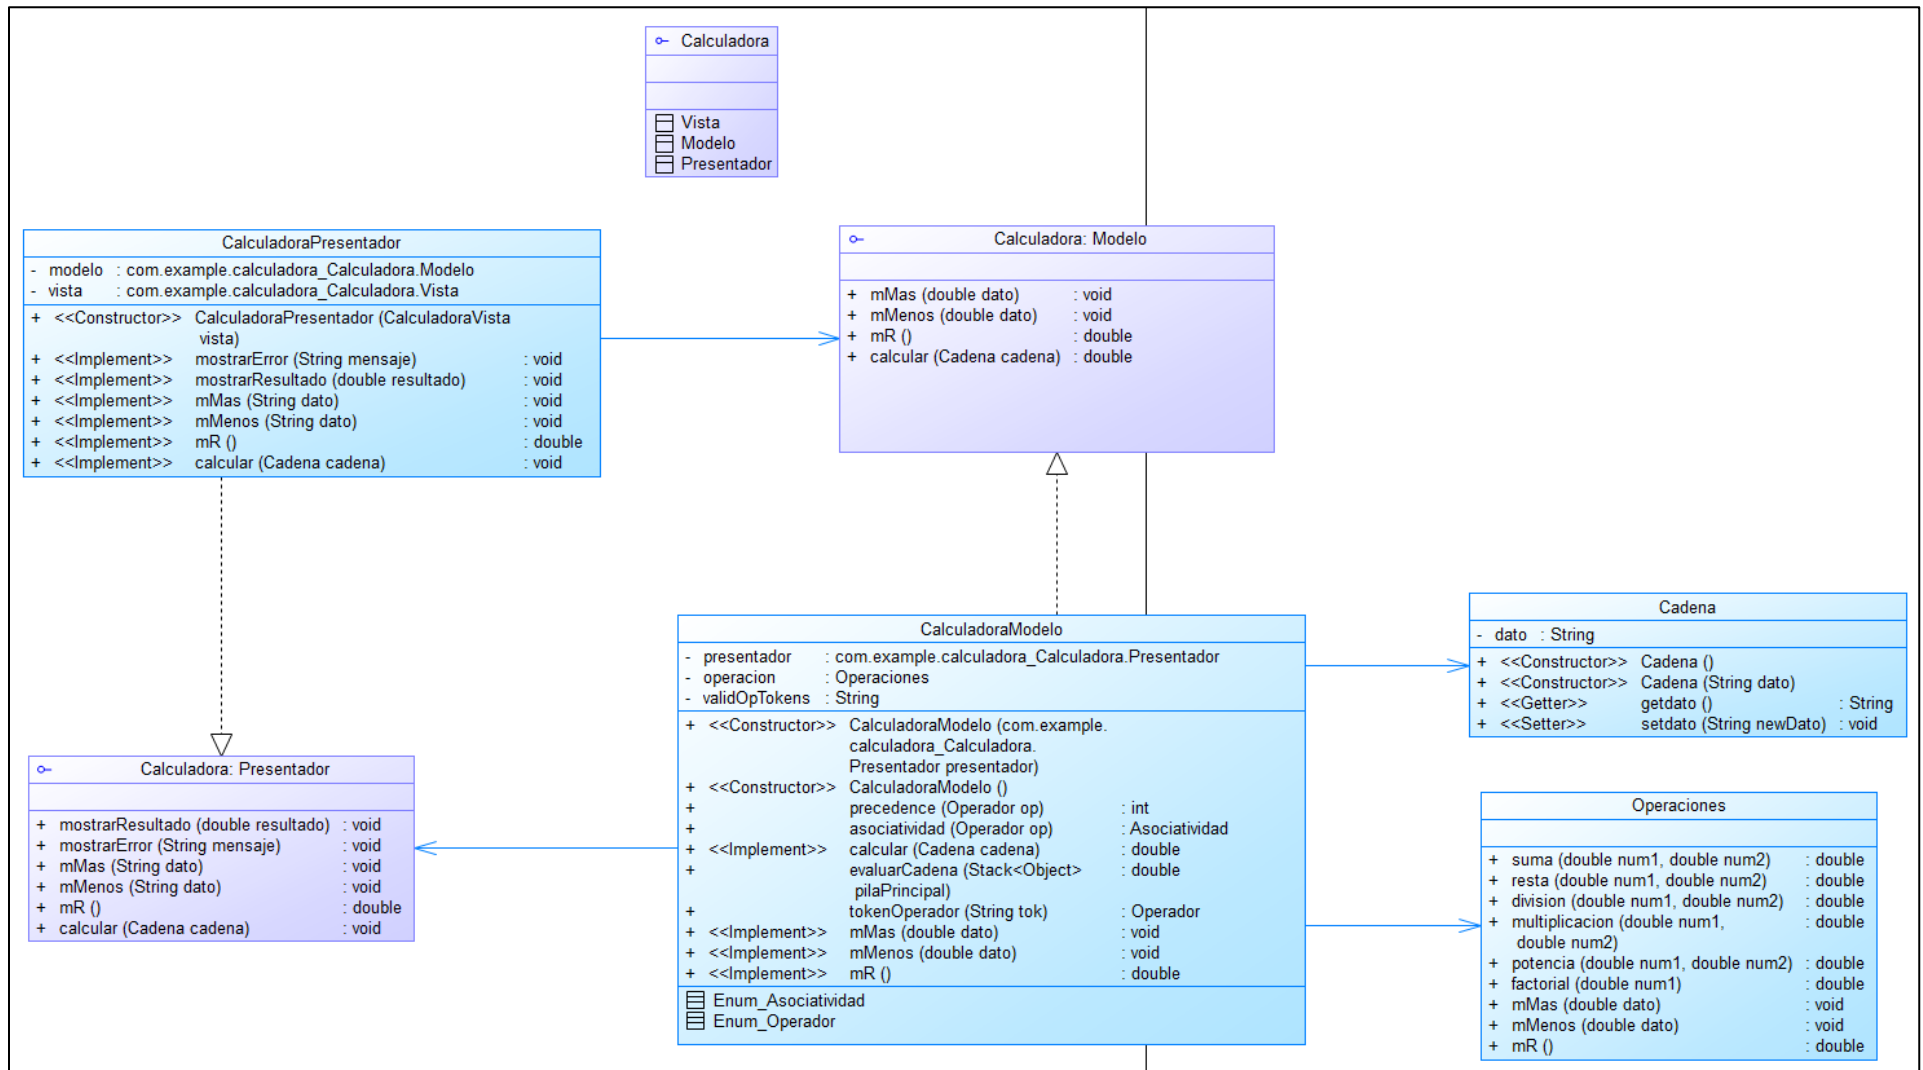 Calculadora
Vista
Modelo
Presentador
CalculadoraPresentador
- modelo : com.example.calculadora_Calculadora.Modelo
- vista : com.example.calculadora_Calculadora.Vista
+ <<Constructor>> CalculadoraPresentador (CalculadoraVista
vista)
+ <<Implement>> mostrarError (String mensaje) : void
+ <<Implement>> mostrarResultado (double resultado) : void
+ <<Implement>> mMas (String dato) : void
+ <<Implement>> mMenos (String dato) : void
+ <<Implement>> mR () : double
+ <<Implement>> calcular (Cadena cadena) : void
Calculadora: Modelo
+ mMas (double dato) : void
+ mMenos (double dato) : void
+ mR () : double
+ calcular (Cadena cadena) : double
Calculadora: Presentador
+ mostrarResultado (double resultado) : void
+ mostrarError (String mensaje) : void
+ mMas (String dato) : void
+ mMenos (String dato) : void
+ mR () : double
+ calcular (Cadena cadena) : void
CalculadoraModelo
- presentador : com.example.calculadora_Calculadora.Presentador
- operacion : Operaciones
- validOpTokens : String
+ <<Constructor>> CalculadoraModelo (com.example.
calculadora_Calculadora.
Presentador presentador)
+ <<Constructor>> CalculadoraModelo ()
+ precedence (Operador op) : int
+ asociatividad (Operador op) : Asociatividad
+ <<Implement>> calcular (Cadena cadena) : double
+ evaluarCadena (Stack<Object> : double
pilaPrincipal)
+ tokenOperador (String tok) : Operador
+ <<Implement>> mMas (double dato) : void
+ <<Implement>> mMenos (double dato) : void
+ <<Implement>> mR () : double
Enum_Asociatividad
Enum_Operador
Cadena
- dato : String
+ <<Constructor>> Cadena ()
+ <<Constructor>> Cadena (String dato)
+ <<Getter>> getdato () : String
+ <<Setter>> setdato (String newDato) : void
Operaciones
+ suma (double num1, double num2) : double
+ resta (double num1, double num2) : double
+ division (double num1, double num2) : double
+ multiplicacion (double num1, : double
double num2)
+ potencia (double num1, double num2) : double
+ factorial (double num1) : double
+ mMas (double dato) : void
+ mMenos (double dato) : void
+ mR () : double